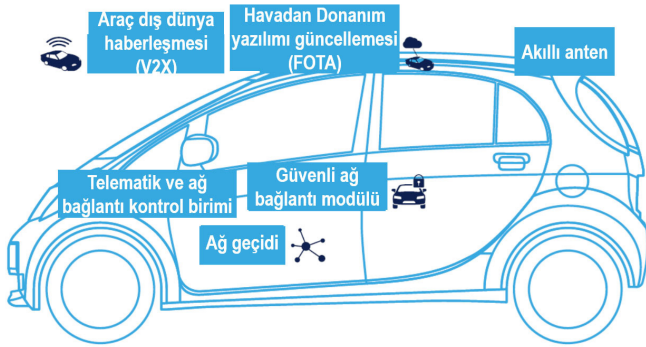 Araç dış dünya
haberleşmesi
(V2X)
Havadan Donanım
yazılımı güncellemesi
(FOTA)
Akıllı anten
Telematik ve ağ
bağlantı kontrol birimi
Güvenli ağ
bağlantı modülü
Ağ geçidi